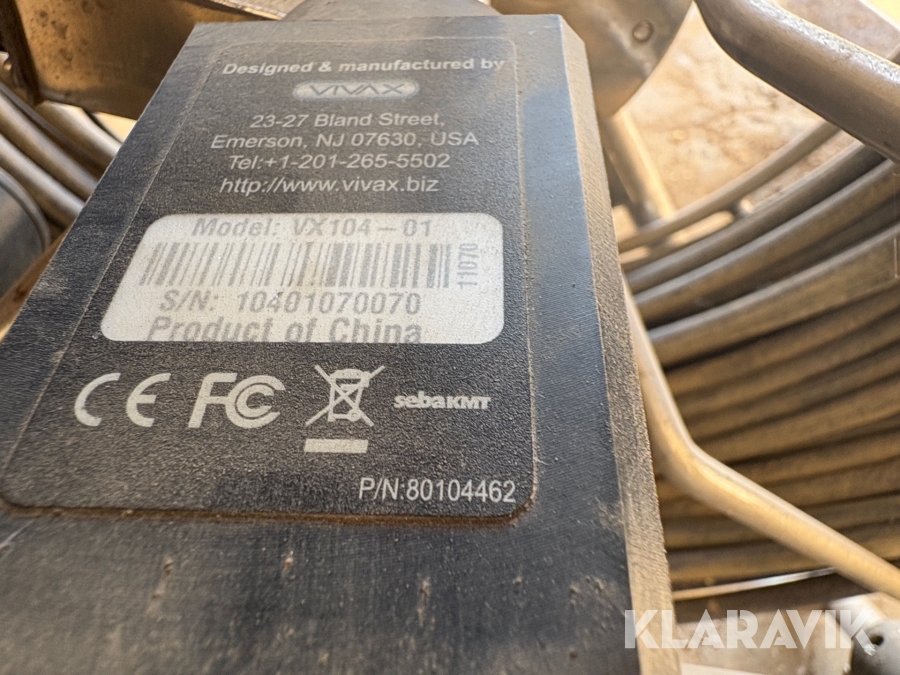 Designed & manufactured by
VIVAX
23-27 Bland Street,
Emerson, NJ 07630, USA
Tel:+1-201-265-5502
http://www.vivax.biz
Model: VX104-01
11070
S/N: 10401070070
Product of China
CE FC sebaKMT
P/N:80104462
KLARAVIK